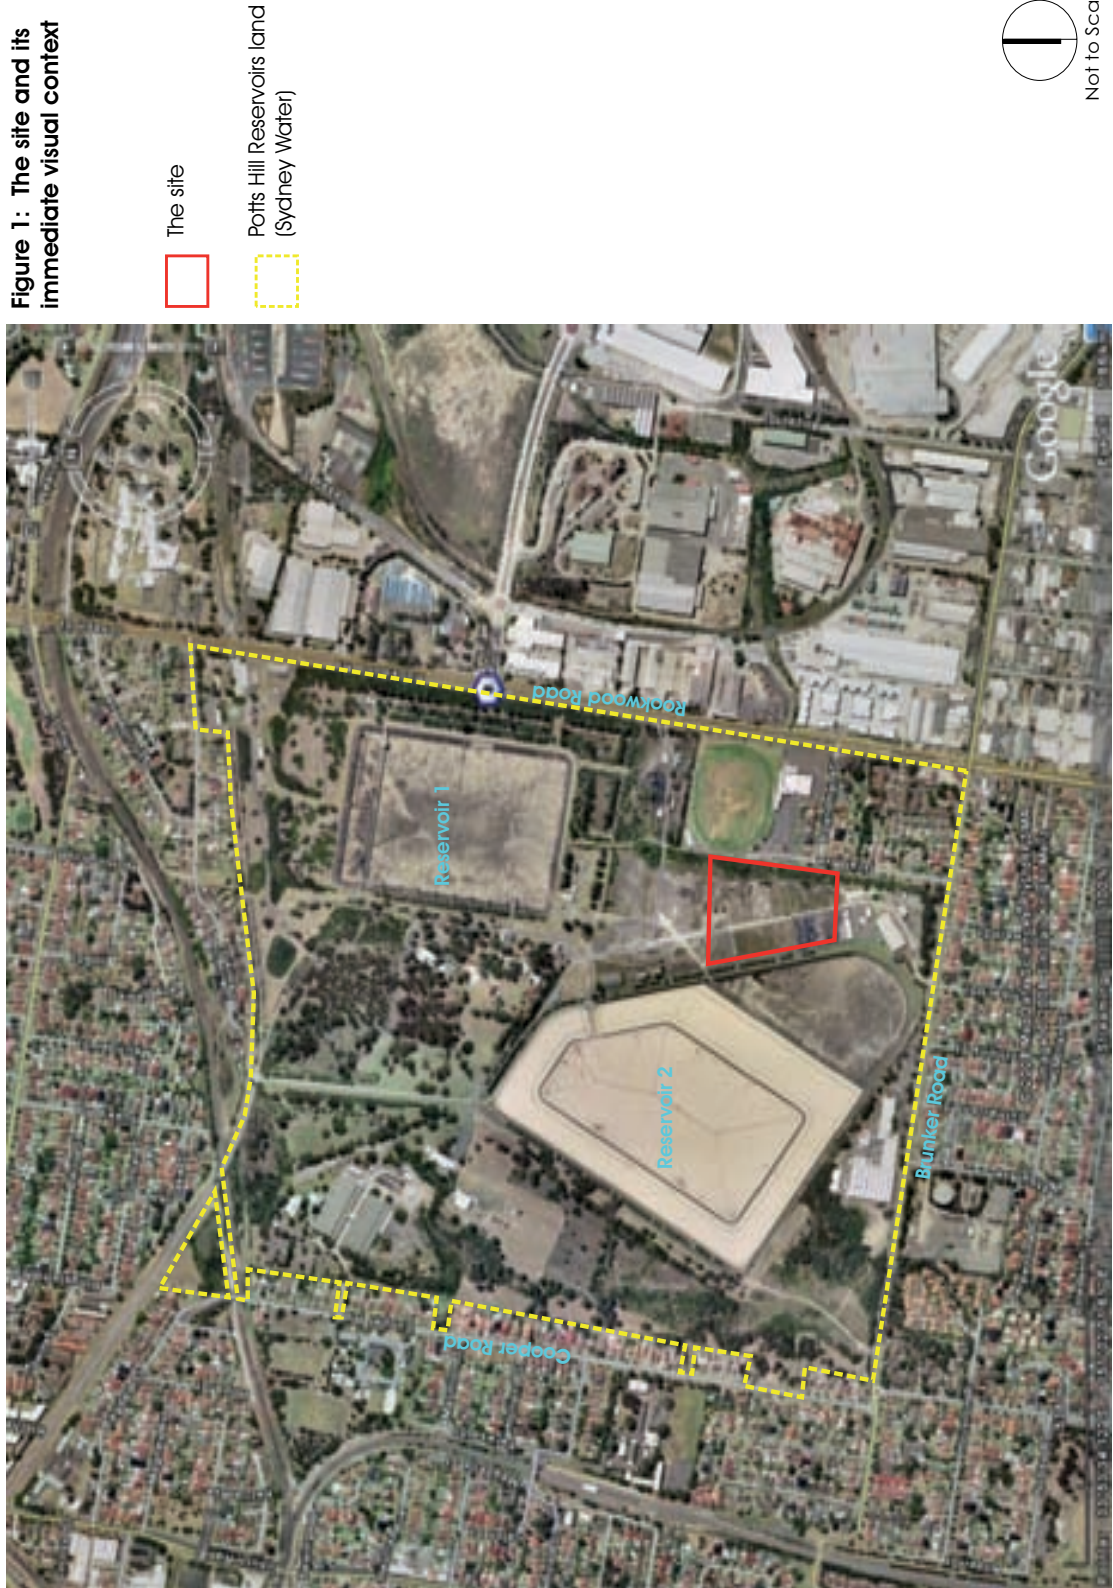 Figure 1: The site and its
immediate visual context
The site
Potts Hill Reservoirs land
(Sydney Water)
Not to Sca
Rookwood Road
Reservoir 1
Reservoir 2
Brunker Road
Cooper Road
Google